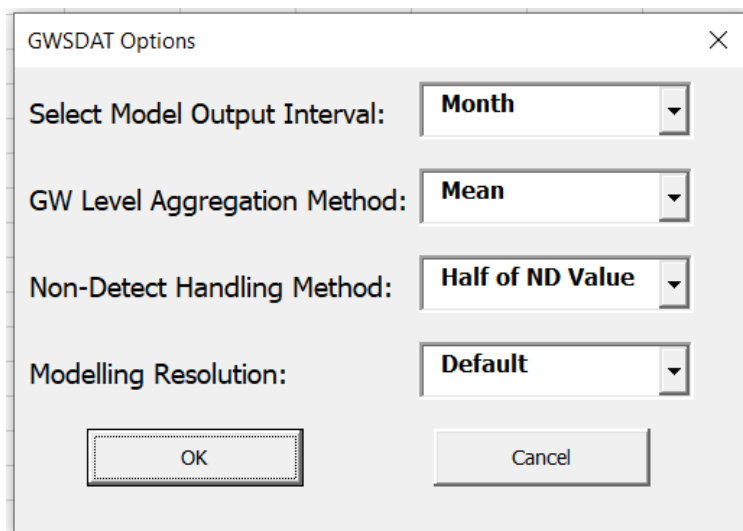 GWSDAT Options
Select Model Output Interval: Month
GW Level Aggregation Method: Mean
Non-Detect Handling Method: Half of ND Value
Modelling Resolution: Default
OK Cancel